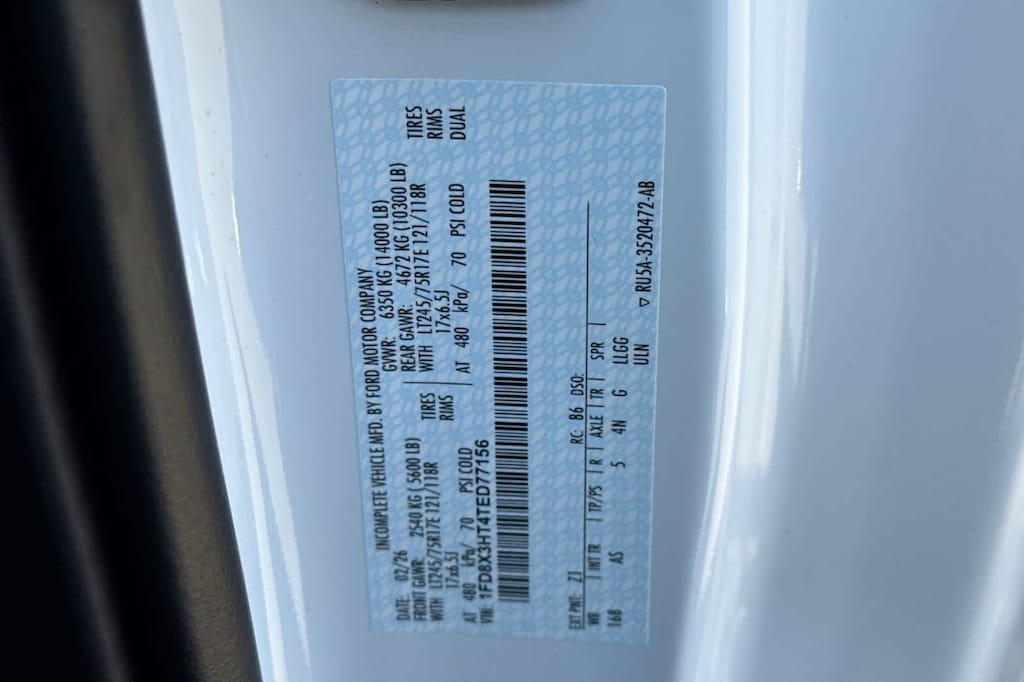 INCOMPLETE VEHICLE MFD. BY FORD MOTOR COMPANY
DATE: 02/26 GVWR: 6350 KG (14000 LB)
FRONT GAWR: 2540 KG ( 5600 LB) REAR GAWR: 4672 KG (10300 LB)
WITH LT245/75R17E 121/118R TIRES WITH LT245/75R17E 121/118R TIRES
17x6.5J RIMS 17x6.5J RIMS
AT 480 kPa/ 70 PSI COLD AT 480 kPa/ 70 PSI COLD DUAL
VIN: 1FD8X3HT4TED77156
EXT PNT: Z1 RC: B6 DSO:
WB INT TR TP/PS R AXLE TR SPR
168 AS 5 4N G LLGG
ULN ▽ RU5A-3520472-AB